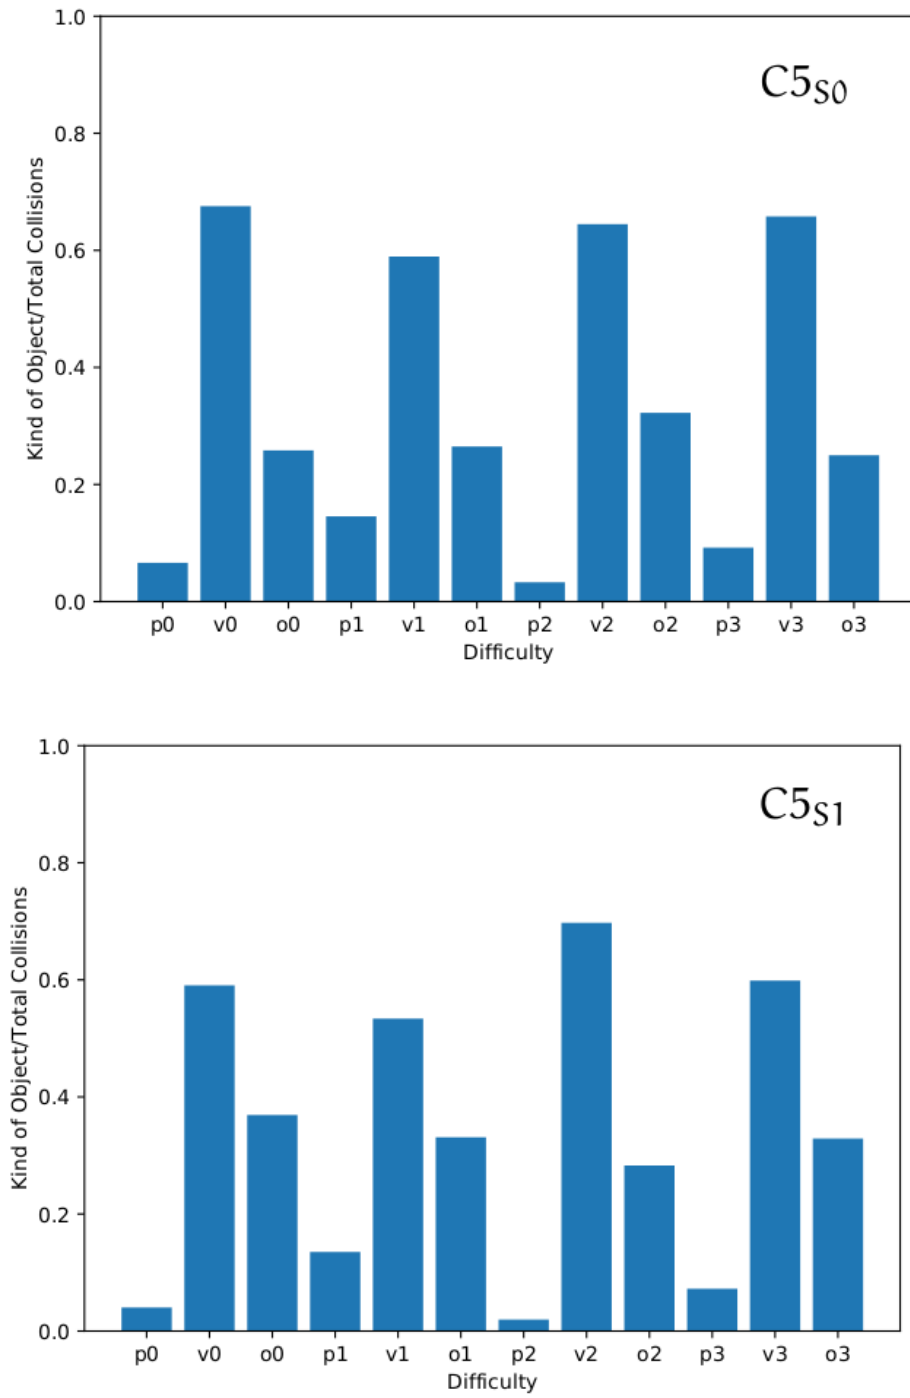 1.0
C5S0
0.8
0.6
0.4
0.2
0.0
Kind of Object/Total Collisions
p0 v0 o0 p1 v1 o1 p2 v2 o2 p3 v3 o3
Difficulty
1.0
C5S1
0.8
0.6
0.4
0.2
0.0
Kind of Object/Total Collisions
p0 v0 o0 p1 v1 o1 p2 v2 o2 p3 v3 o3
Difficulty